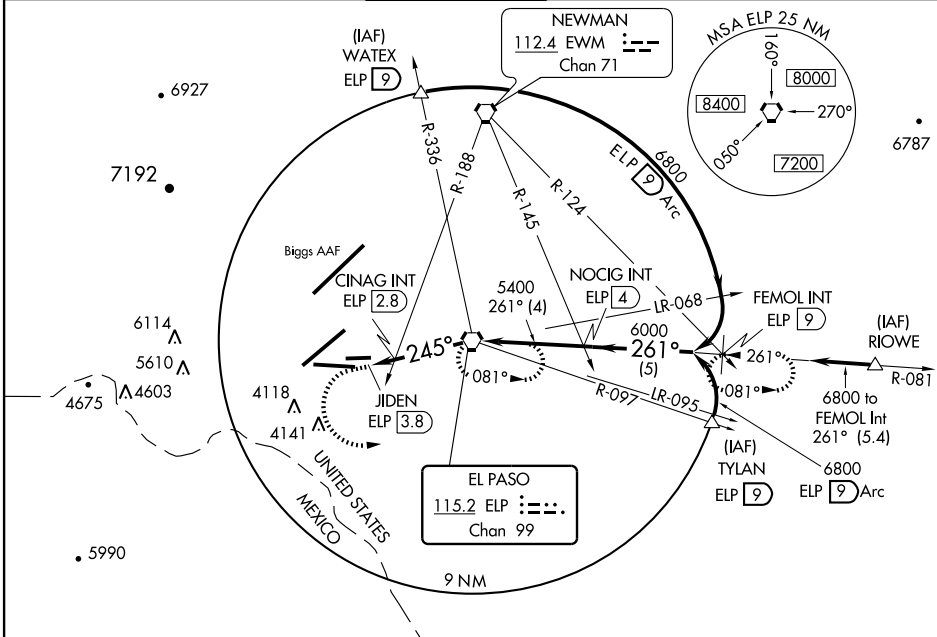 NEWMAN
112.4 EWM
Chan 71
(IAF)
WATEX
ELP 9
MSA ELP 25 NM
160°
8000
8400
270°
050°
7200
6927
6787
7192
R-336
R-188
R-145
R-124
6800
ELP 9 Arc
Biggs AAF
CINAG INT
ELP 2.8
5400
261° (4)
NOCIG INT
ELP 4
LR-068
FEMOL INT
ELP 9
(IAF)
RIOWE
6114
5610
4603
4675
245°
6000
261°
(5)
261°
R-081
081°
081°
JIDEN
ELP 3.8
4118
4141
R-097
LR-095
6800 to
FEMOL Int
261° (5.4)
(IAF)
TYLAN
ELP 9
6800
ELP 9 Arc
UNITED STATES
MEXICO
EL PASO
115.2 ELP
Chan 99
5990
9 NM